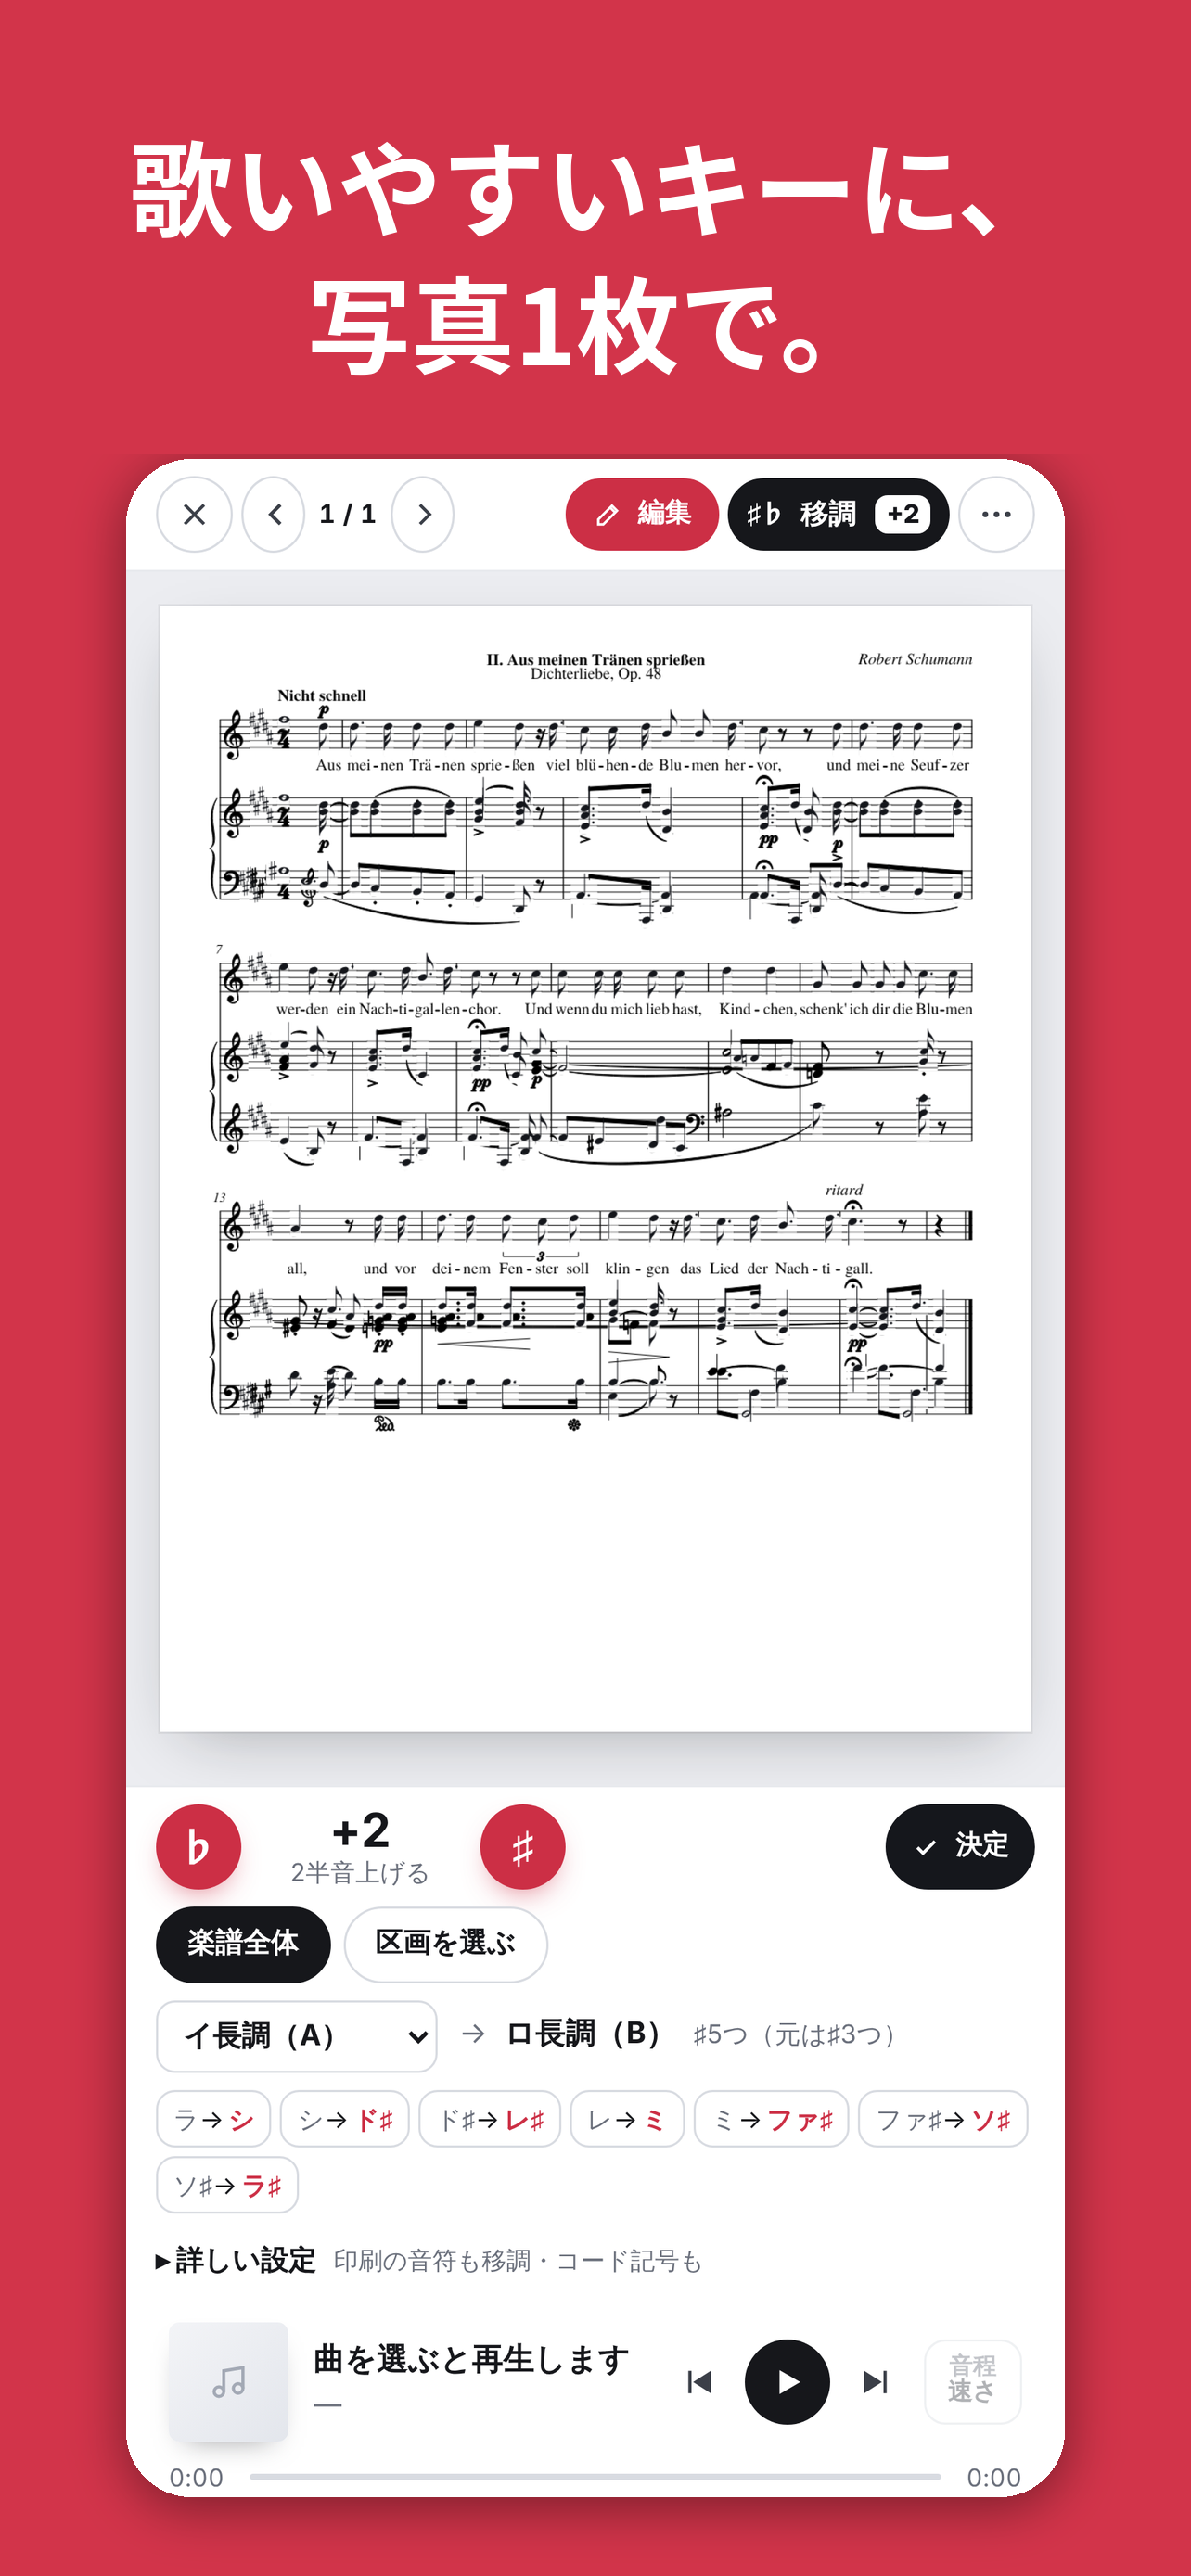 歌いやすいキーに、
写真1枚で。
1 / 1
編集
♯♭ 移調 +2
II. Aus meinen Tränen sprießen
Dichterliebe, Op. 48
Robert Schumann
Nicht schnell
p
Aus mei-nen Trä-nen sprie-ßen viel blü-hen-de Blu-men her-vor, und mei-ne Seuf-zer
p pp p
7
wer-den ein Nach-ti-gal-len-chor. Und wenn du mich lieb hast, Kind-chen, schenk' ich dir die Blu-men
pp p
13
ritard
3
all, und vor dei-nem Fen-ster soll klin-gen das Lied der Nach-ti-gall.
pp pp
♭
+2
2半音上げる
♯
決定
楽譜全体
区画を選ぶ
イ長調（A） → ロ長調（B） ♯5つ（元は♯3つ）
ラ→シ シ→ド♯ ド♯→レ♯ レ→ミ ミ→ファ♯ ファ♯→ソ♯
ソ♯→ラ♯
詳しい設定 印刷の音符も移調・コード記号も
曲を選ぶと再生します
—
音程
速さ
0:00 0:00